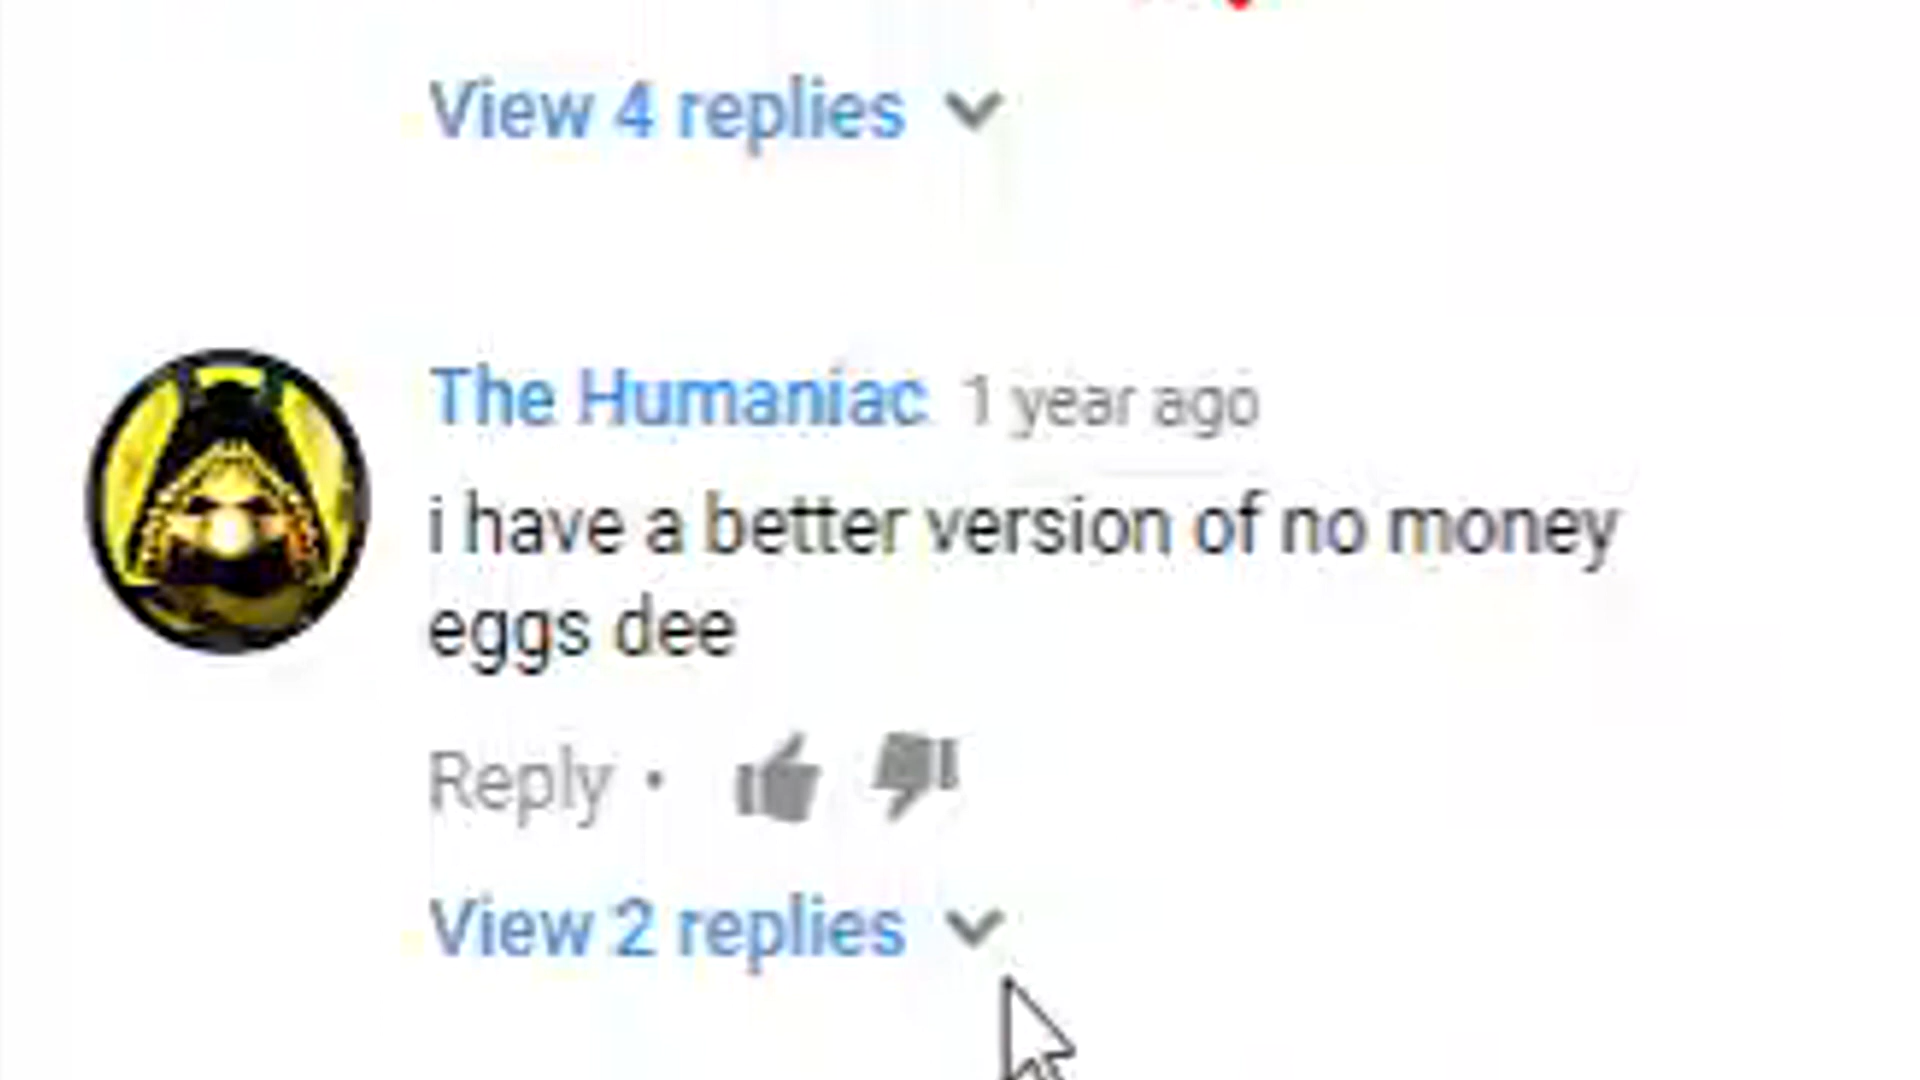 View 4 replies
The Humaniac 1 year ago
i have a better version of no money
eggs dee
Reply •
View 2 replies